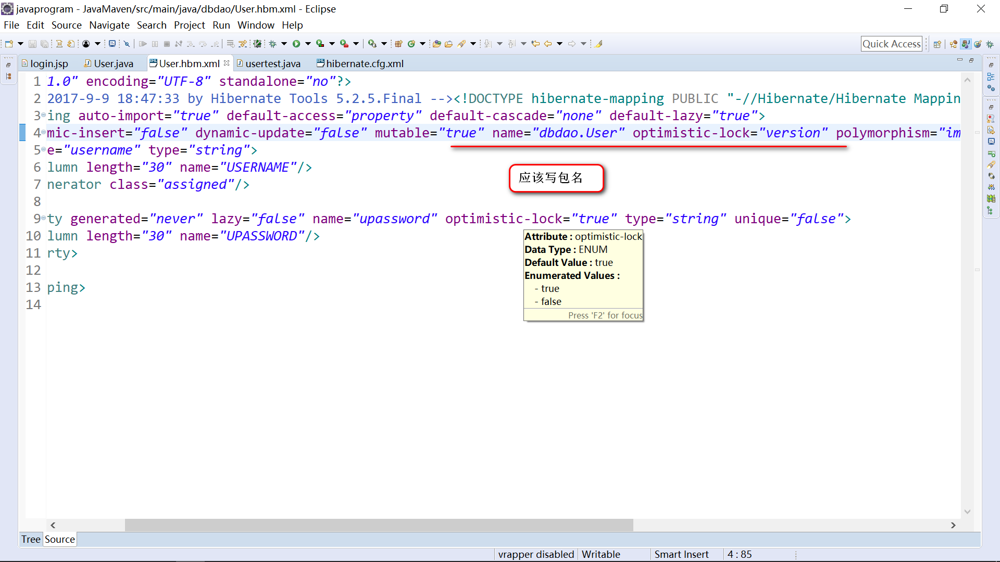 javaprogram - JavaMaven/src/main/java/dbdao/User.hbm.xml - Eclipse
File Edit Source Navigate Search Project Run Window Help
Quick Access
login.jsp User.java User.hbm.xml usertest.java hibernate.cfg.xml
1 1.0" encoding="UTF-8" standalone="no"?>
2 2017-9-9 18:47:33 by Hibernate Tools 5.2.5.Final --><!DOCTYPE hibernate-mapping PUBLIC "-//Hibernate/Hibernate Mappin
3 ing auto-import="true" default-access="property" default-cascade="none" default-lazy="true">
4 mic-insert="false" dynamic-update="false" mutable="true" name="dbdao.User" optimistic-lock="version" polymorphism="im
5 e="username" type="string">
6 lumn length="30" name="USERNAME"/>
应该写包名
7 nerator class="assigned"/>
8
9 ty generated="never" lazy="false" name="upassword" optimistic-lock="true" type="string" unique="false">
10 lumn length="30" name="UPASSWORD"/>
11 rty>
12
13 ping>
14
Attribute : optimistic-lock
Data Type : ENUM
Default Value : true
Enumerated Values :
- true
- false
Press 'F2' for focus
Tree Source
vrapper disabled Writable Smart Insert 4 : 85